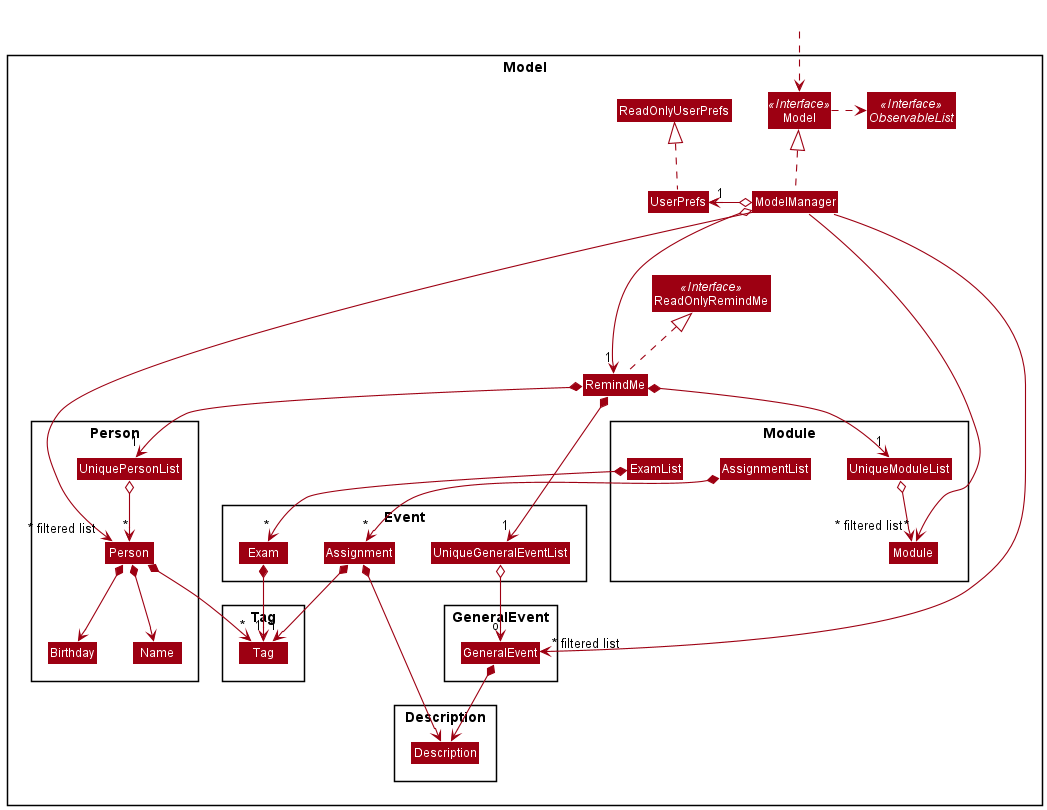 Model
«Interface»
Model
«Interface»
ObservableList
ReadOnlyUserPrefs
UserPrefs
1
ModelManager
«Interface»
ReadOnlyRemindMe
1
RemindMe
Person
1
UniquePersonList
* filtered list
*
Person
Birthday
Name
Module
ExamList
AssignmentList
1
UniqueModuleList
* filtered list
*
Module
Event
*
Exam
*
Assignment
1
UniqueGeneralEventList
Tag
*
1
1
Tag
GeneralEvent
o
* filtered list
GeneralEvent
Description
Description